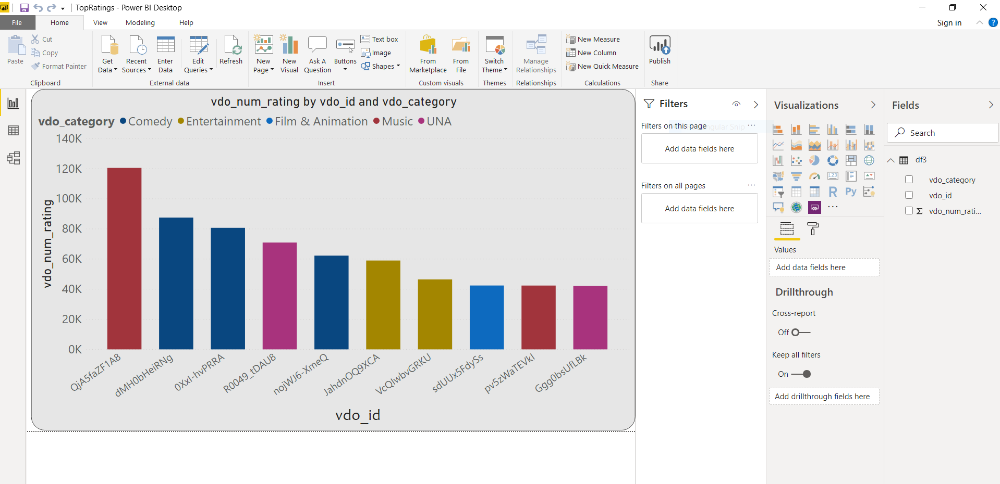 TopRatings - Power BI Desktop
File Home View Modeling Help Sign in ?
Paste
Cut
Copy
Format Painter
Clipboard
Get Data
Recent Sources
Enter Data
Edit Queries
Refresh
External data
New Page
New Visual
Ask A Question
Buttons
Text box
Image
Shapes
Insert
From Marketplace
From File
Custom visuals
Switch Theme
Themes
Manage Relationships
Relationships
New Measure
New Column
New Quick Measure
Calculations
Publish
Share
vdo_num_rating by vdo_id and vdo_category
vdo_category Comedy Entertainment Film & Animation Music UNA
vdo_num_rating
140K
120K
100K
80K
60K
40K
20K
0K
QjA5faZF1A8
dMH0bHeiRNg
0XxI-hvPRRA
R0049_tDAU8
nojWJ6-XmeQ
JahdnOQ9XCA
VcQIwbvGRKU
sdUUx5FdySs
pv5zWaTEVkI
Ggg0bsUfLBk
vdo_id
Filters
Filters on this page ...
Add data fields here
Filters on all pages ...
Add data fields here
Visualizations
123
R Py
...
Values
Add data fields here
Drillthrough
Cross-report
Off
Keep all filters
On
Add drillthrough fields here
Fields
Search
df3
vdo_category
vdo_id
Σ vdo_num_rati...